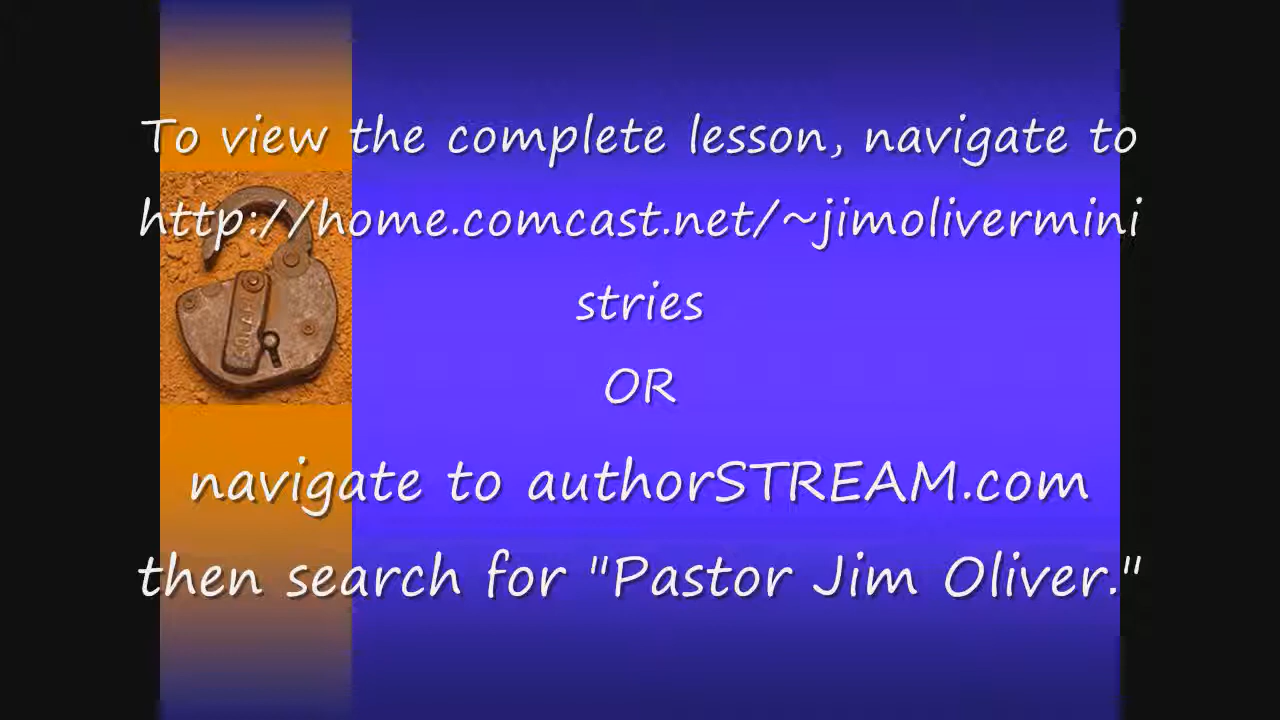 To view the complete lesson, navigate to
http://home.comcast.net/~jimolivermini
stries
OR
navigate to authorSTREAM.com
then search for "Pastor Jim Oliver."